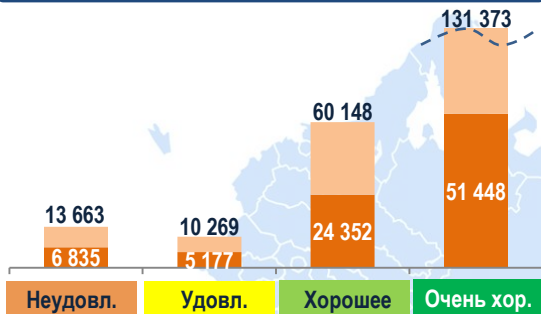 131 373
60 148
51 448
13 663
10 269
24 352
6 835
5 177
Неудовл.
Удовл.
Хорошее
Очень хор.